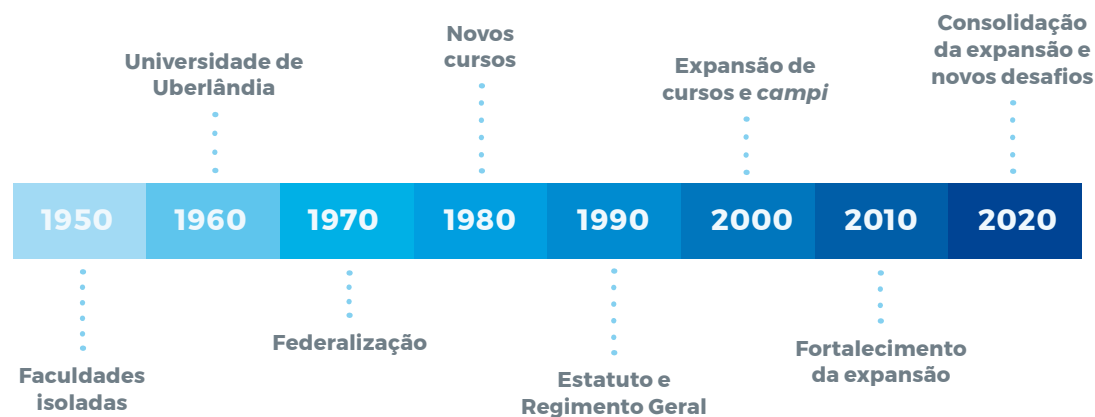 Consolidação
da expansão e
novos desafios
Novos
cursos
Universidade de
Uberlândia
Expansão de
cursos e campi
1950 1960 1970 1980 1990 2000 2010 2020
Federalização
Fortalecimento
da expansão
Faculdades
isoladas
Estatuto e
Regimento Geral